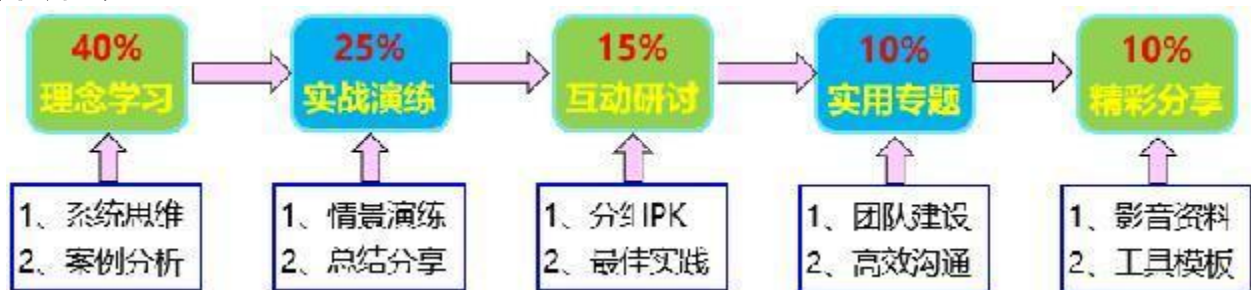 40%
理念学习
25%
实战演练
15%
互动研讨
10%
实用专题
10%
精彩分享
1、系统思维
2、案例分析
1、情景演练
2、总结分享
1、分组PK
2、最佳实践
1、团队建设
2、高效沟通
1、影音资料
2、工具模板